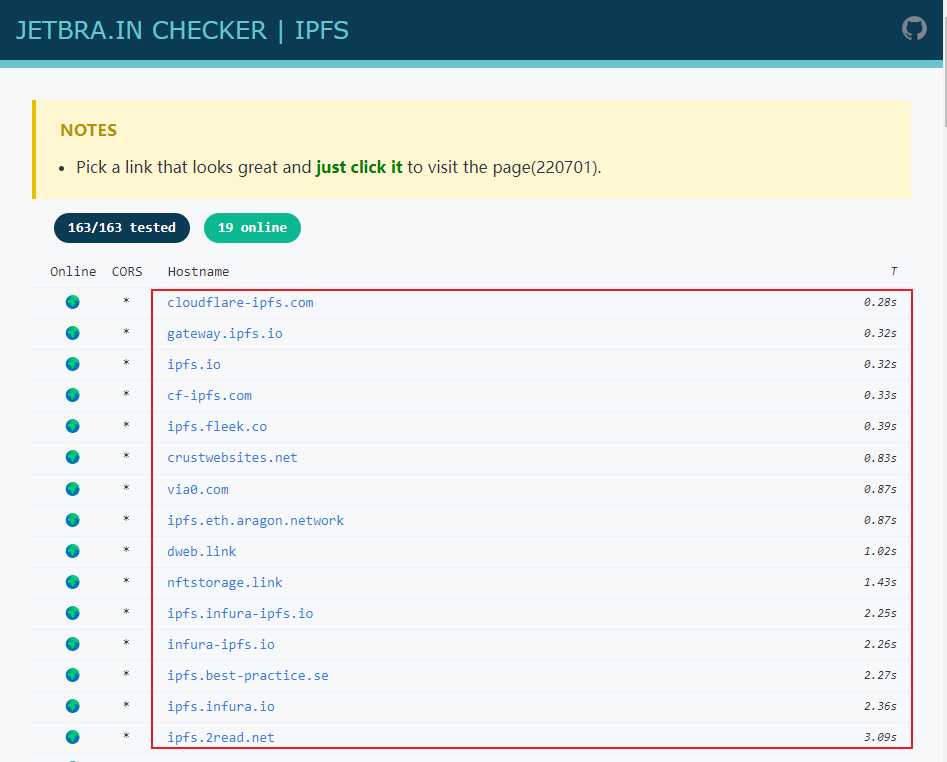 JETBRA.IN CHECKER | IPFS
NOTES
• Pick a link that looks great and just click it to visit the page(220701).
163/163 tested 19 online
Online CORS Hostname T
* cloudflare-ipfs.com 0.28s
* gateway.ipfs.io 0.32s
* ipfs.io 0.32s
* cf-ipfs.com 0.33s
* ipfs.fleek.co 0.39s
* crustwebsites.net 0.83s
* via0.com 0.87s
* ipfs.eth.aragon.network 0.87s
* dweb.link 1.02s
* nftstorage.link 1.43s
* ipfs.infura-ipfs.io 2.25s
* infura-ipfs.io 2.26s
* ipfs.best-practice.se 2.27s
* ipfs.infura.io 2.36s
* ipfs.2read.net 3.09s